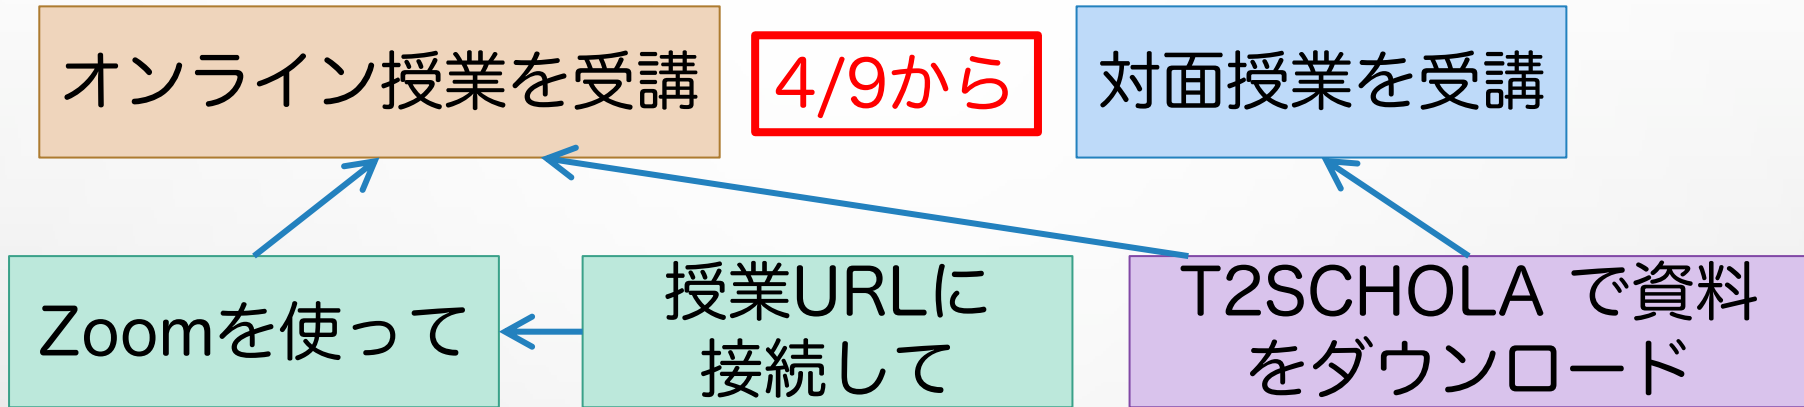 オンライン授業を受講
4/9から
対面授業を受講
Zoomを使って
授業URLに
接続して
T2SCHOLA で資料
をダウンロード